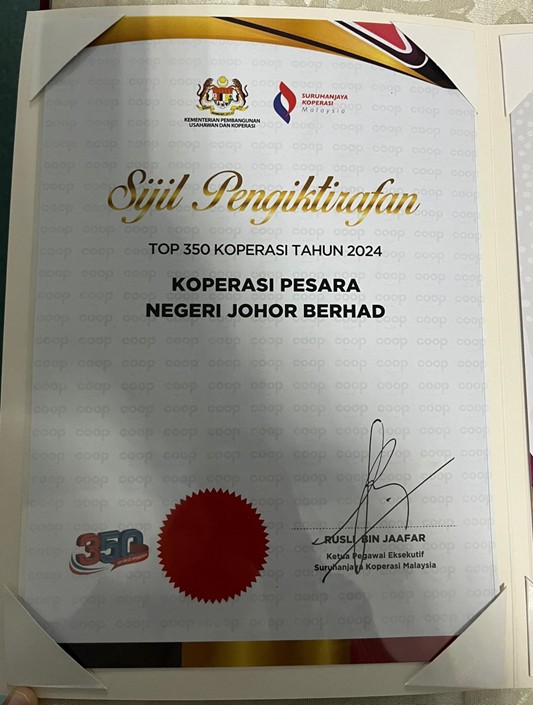 KEMENTERIAN PEMBANGUNAN
USAHAWAN DAN KOPERASI
SURUHANJAYA
KOPERASI
Malaysia
Sijil Pengiktirafan
TOP 350 KOPERASI TAHUN 2024
KOPERASI PESARA
NEGERI JOHOR BERHAD
350
RUSLI BIN JAAFAR
Ketua Pegawai Eksekutif
Suruhanjaya Koperasi Malaysia